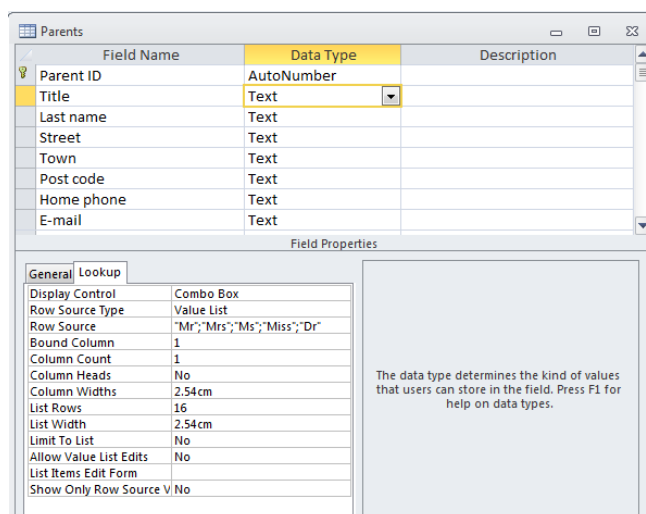 Parents
Field Name Data Type Description
Parent ID AutoNumber
Title Text
Last name Text
Street Text
Town Text
Post code Text
Home phone Text
E-mail Text
Field Properties
General Lookup
Display Control Combo Box
Row Source Type Value List
Row Source "Mr";"Mrs";"Ms";"Miss";"Dr"
Bound Column 1
Column Count 1
Column Heads No
Column Widths 2.54cm
List Rows 16
List Width 2.54cm
Limit To List No
Allow Value List Edits No
List Items Edit Form
Show Only Row Source V No
The data type determines the kind of values
that users can store in the field. Press F1 for
help on data types.